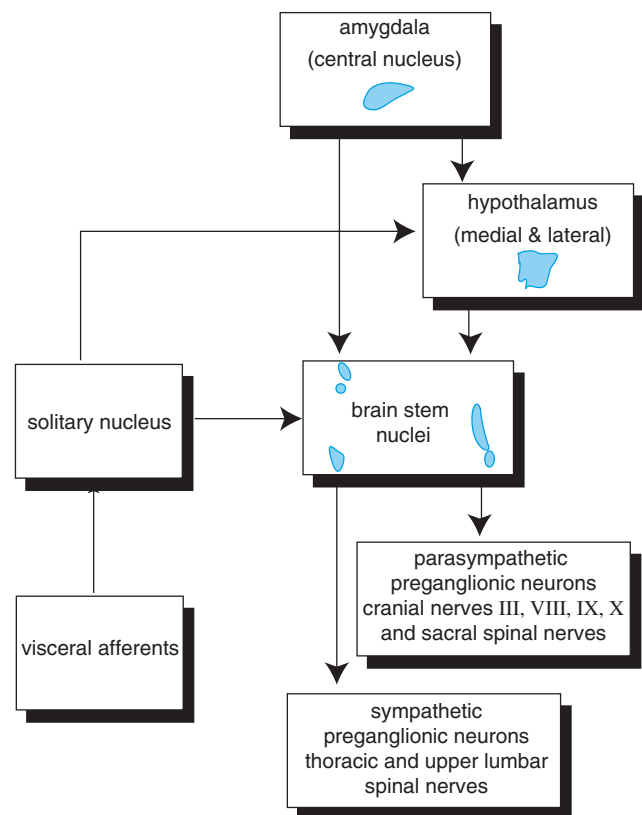 amygdala
(central nucleus)
hypothalamus
(medial & lateral)
solitary nucleus
brain stem
nuclei
parasympathetic
preganglionic neurons
cranial nerves III, VIII, IX, X
and sacral spinal nerves
visceral afferents
sympathetic
preganglionic neurons
thoracic and upper lumbar
spinal nerves